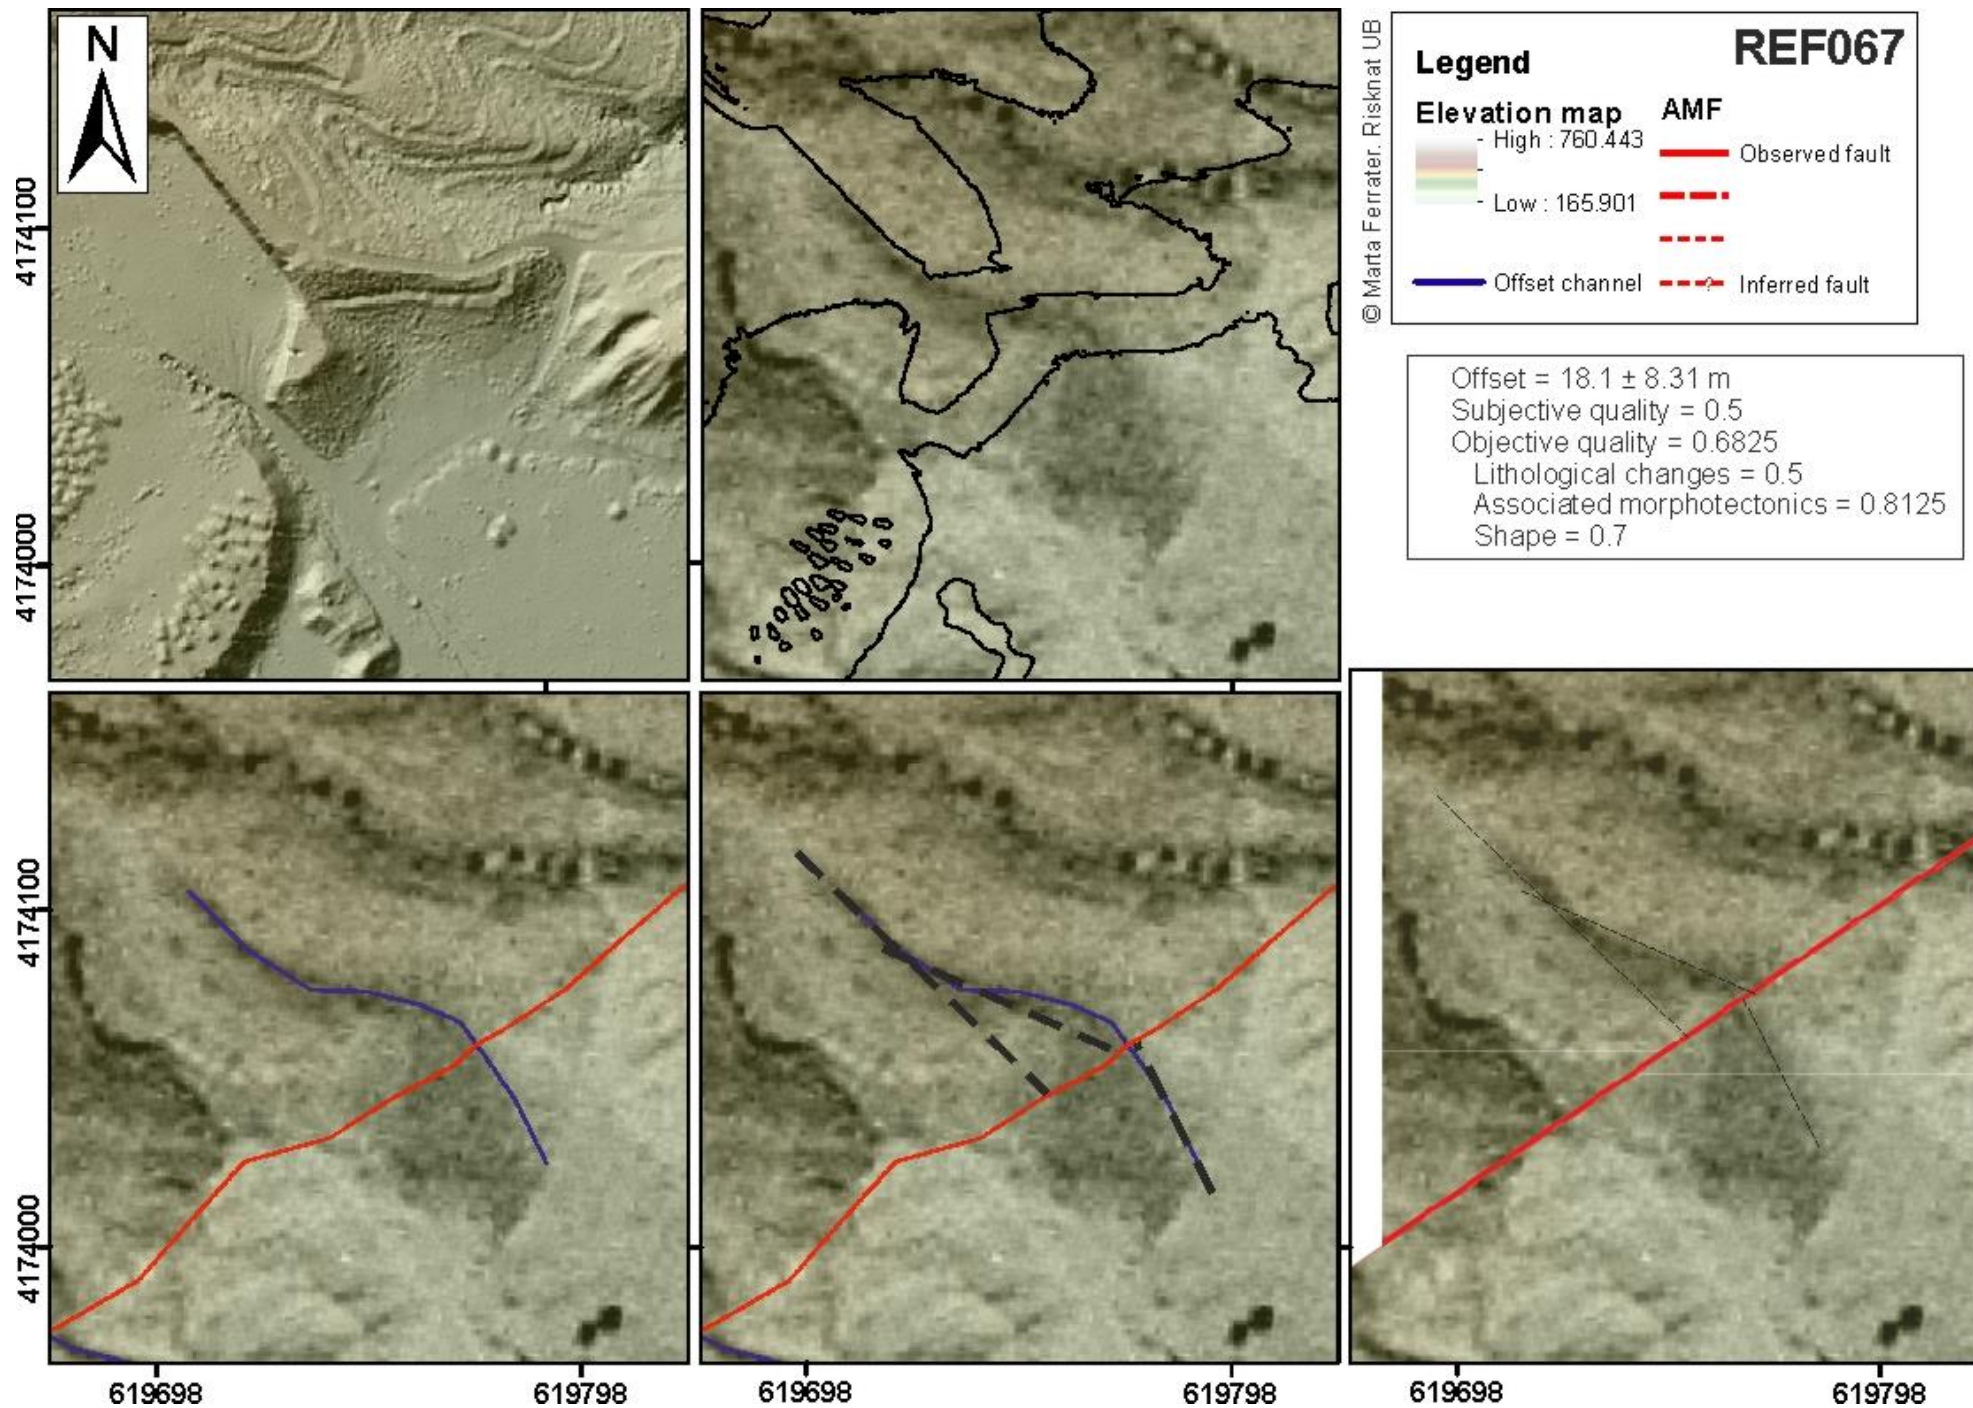 N
4174100
4174000
© Marta Ferrater. Risknat UB
REF067
Legend
Elevation map
AMF
High : 760.443
Low : 165.901
Observed fault
Offset channel
Inferred fault
?
Offset = 18.1 ± 8.31 m
Subjective quality = 0.5
Objective quality = 0.6825
Lithological changes = 0.5
Associated morphotectonics = 0.8125
Shape = 0.7
4174100
4174000
619698
619798
619698
619798
619698
619798